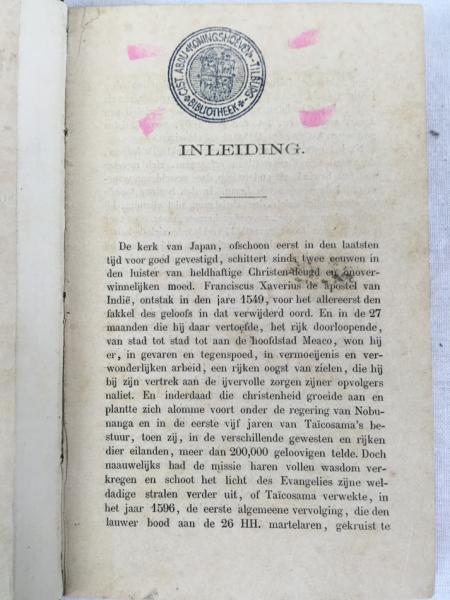 CIST. ABDIJ KONINGSHOEVEN - TILBURG
BIBLIOTHEEK
INLEIDING.
De kerk van Japan, ofschoon eerst in den laatsten
tijd voor goed gevestigd, schittert sinds twee eeuwen in
den luister van heldhaftige Christen-deugd en onover-
winnelijken moed. Franciscus Xaverius de apostel van
Indië, ontstak in den jare 1549, voor het allereerst den
fakkel des geloofs in dat verwijderd oord. En in de 27
maanden die hij daar vertoefde, het rijk doorloopende,
van stad tot stad tot aan de hoofdstad Meaco, won hij
er, in gevaren en tegenspoed, in vermoeijenis en ver-
wonderlijken arbeid, een rijken oogst van zielen, die hij
bij zijn vertrek aan de ijvervolle zorgen zijner opvolgers
naliet. En inderdaad die christenheid groeide aan en
plantte zich alomme voort onder de regering van Nobu-
nanga en in de eerste vijf jaren van Taïcosama's be-
stuur, toen zij, in de verschillende gewesten en rijken
dier eilanden, meer dan 200,000 geloovigen telde. Doch
naauwelijks had de missie haren vollen wasdom ver-
kregen en schoot het licht des Evangelies zijne wel-
dadige stralen verder uit, of Taïcosama verwekte, in
het jaar 1596, de eerste algemeene vervolging, die den
lauwer bood aan de 26 HH. martelaren, gekruist te